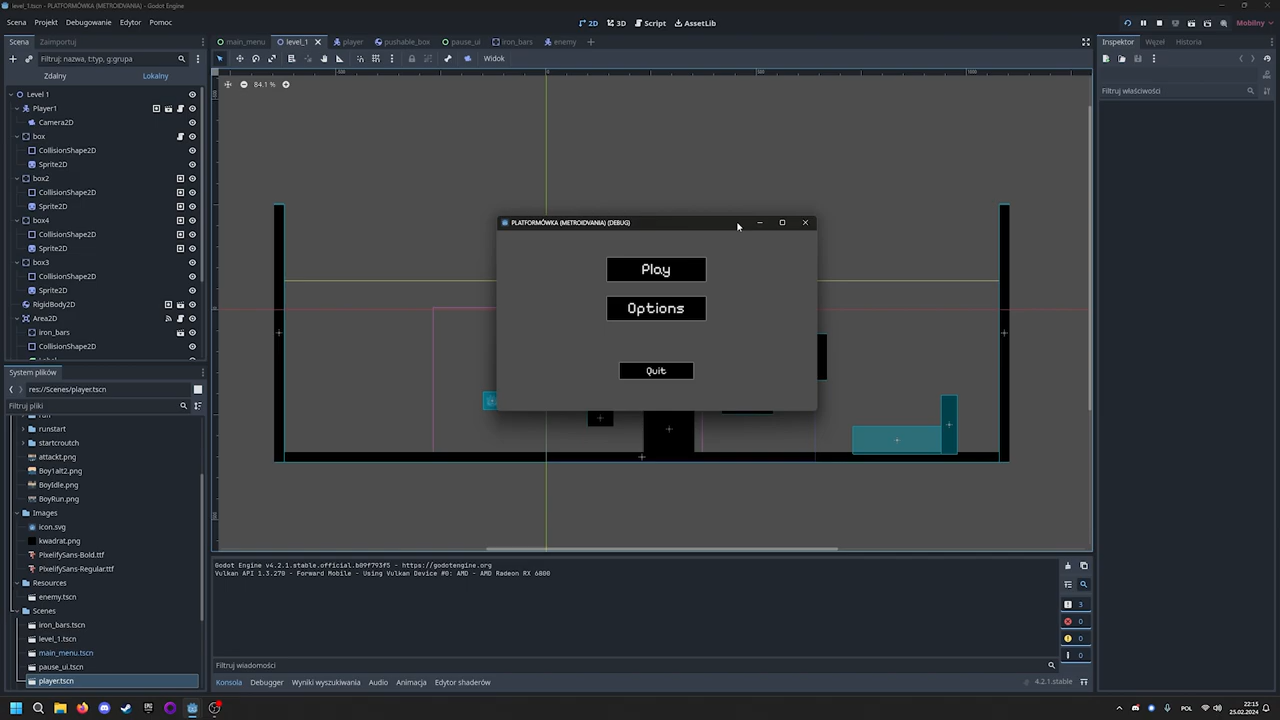 level_1.tscn - PLATFORMÓWKA (METROIDVANIA) - Godot Engine
Scena Projekt Debugowanie Edytor Pomoc
2D 3D Script AssetLib
Mobilny
Scena Zaimportuj
main_menu level_1 player pushable_box pause_ui iron_bars enemy
Inspektor Węzeł Historia
Filtruj: nazwa, t:typ, g:grupa
Widok
Zdalny Lokalny
84.1 %
Filtruj właściwości
Level 1
Player1
Camera2D
box
CollisionShape2D
Sprite2D
box2
CollisionShape2D
Sprite2D
box4
CollisionShape2D
Sprite2D
box3
CollisionShape2D
Sprite2D
RigidBody2D
Area2D
iron_bars
CollisionShape2D
PLATFORMÓWKA (METROIDVANIA) (DEBUG)
Play
Options
Quit
System plików
res://Scenes/player.tscn
Filtruj pliki
run
runstart
startcroutch
attackt.png
Boy1alt2.png
BoyIdle.png
BoyRun.png
Images
icon.svg
kwadrat.png
PixelifySans-Bold.ttf
PixelifySans-Regular.ttf
Resources
enemy.tscn
Scenes
iron_bars.tscn
level_1.tscn
main_menu.tscn
pause_ui.tscn
player.tscn
Godot Engine v4.2.1.stable.official.b09f793f5 - https://godotengine.org
Vulkan API 1.3.270 - Forward Mobile - Using Vulkan Device #0: AMD - AMD Radeon RX 6800
3
0
0
0
Filtruj wiadomości
Konsola Debugger Wyniki wyszukiwania Audio Animacja Edytor shaderów
4.2.1.stable
POL
22:15
25.02.2024